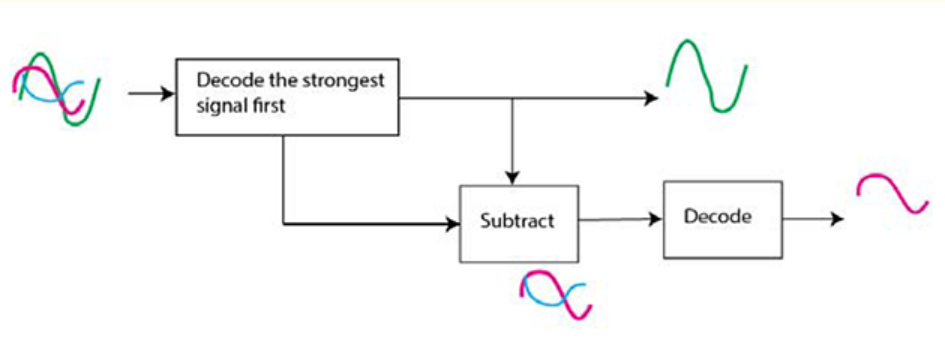 Decode the strongest
signal first
Subtract
Decode